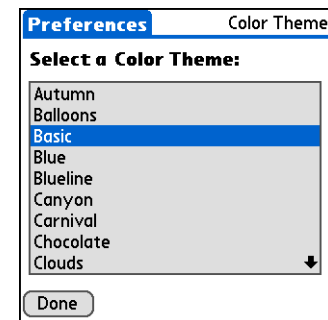 Preferences Color Theme
Select a Color Theme:
Autumn
Balloons
Basic
Blue
Blueline
Canyon
Carnival
Chocolate
Clouds
Done